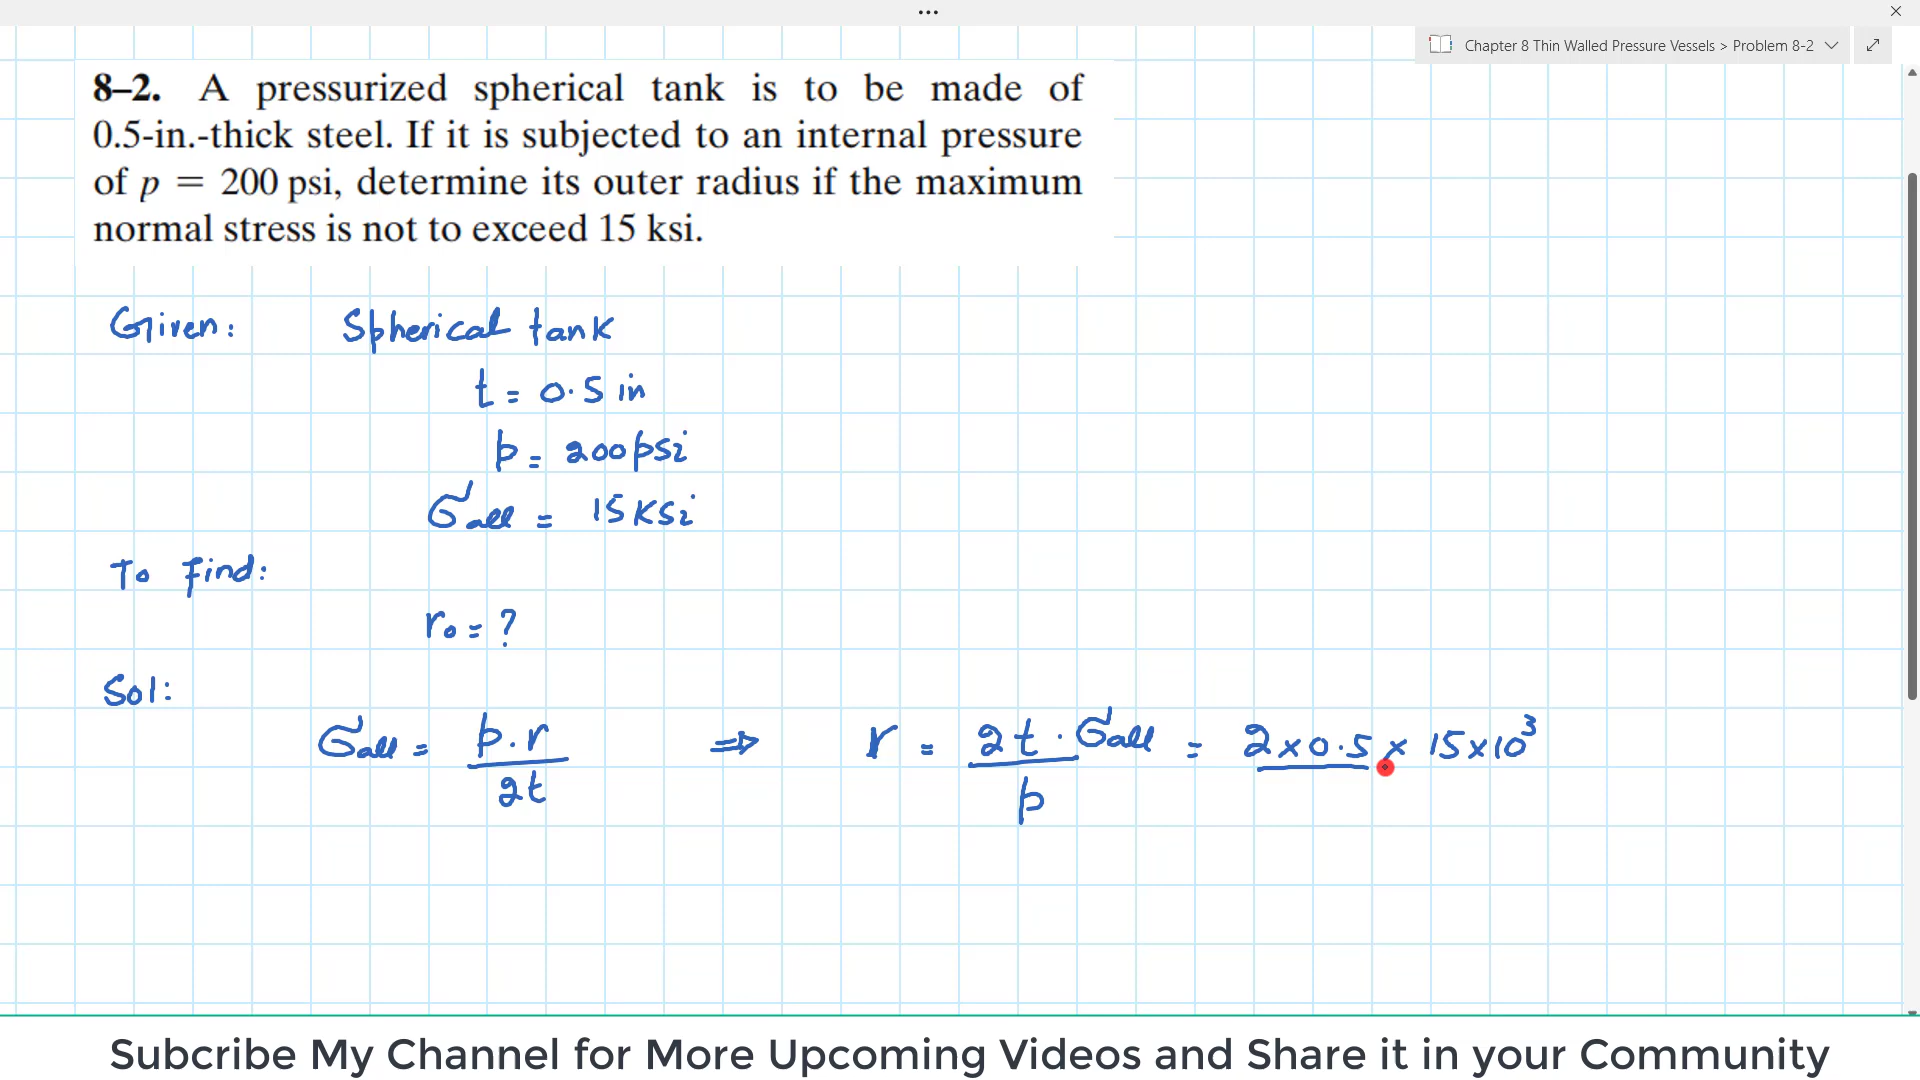 Chapter 8 Thin Walled Pressure Vessels > Problem 8-2
8–2. A pressurized spherical tank is to be made of
0.5-in.-thick steel. If it is subjected to an internal pressure
of p = 200 psi, determine its outer radius if the maximum
normal stress is not to exceed 15 ksi.
Given: Spherical tank
t = 0.5 in
p = 200 psi
σall = 15 Ksi
To find:
ro = ?
Sol:
σall = p.r / 2t ⇒ r = 2t . σall / p = 2 x 0.5 x 15 x 10³
Subcribe My Channel for More Upcoming Videos and Share it in your Community